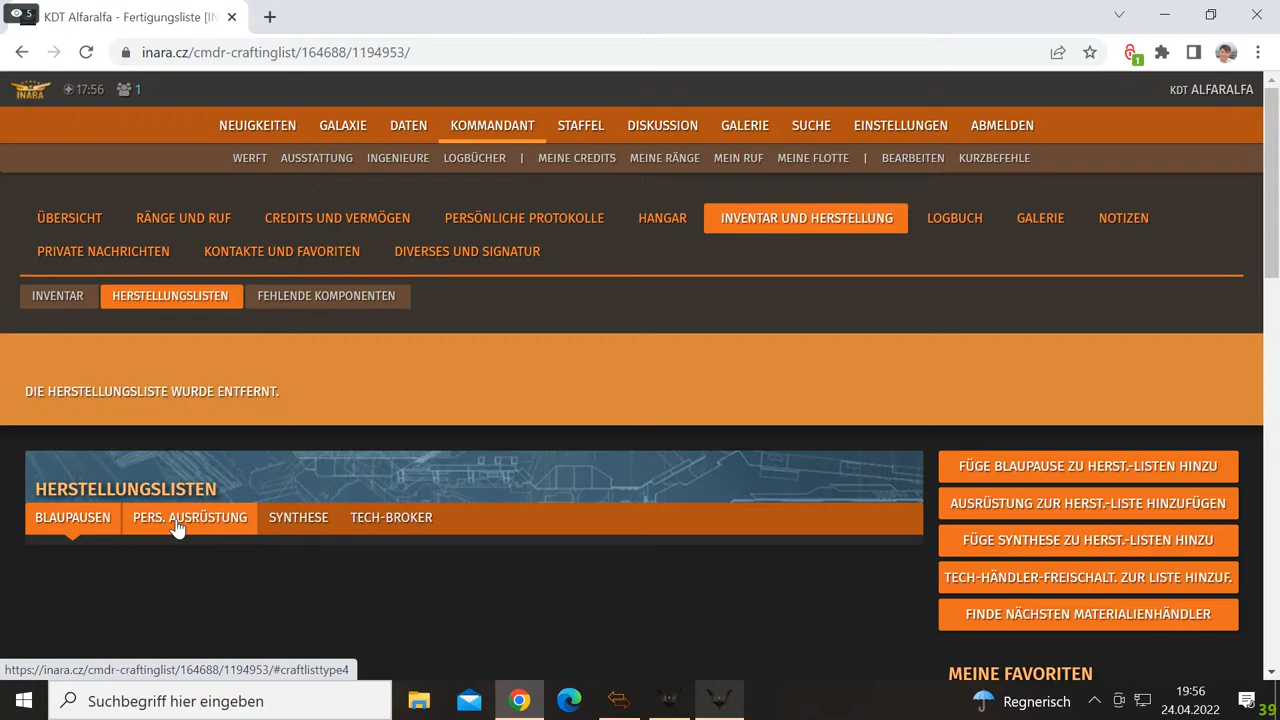 5
KDT Alfaralfa - Fertigungsliste [IN
inara.cz/cmdr-craftinglist/164688/1194953/
1
INARA
17:56
1
KDT ALFARALFA
NEUIGKEITEN GALAXIE DATEN KOMMANDANT STAFFEL DISKUSSION GALERIE SUCHE EINSTELLUNGEN ABMELDEN
WERFT AUSSTATTUNG INGENIEURE LOGBÜCHER | MEINE CREDITS MEINE RÄNGE MEIN RUF MEINE FLOTTE | BEARBEITEN KURZBEFEHLE
ÜBERSICHT RÄNGE UND RUF CREDITS UND VERMÖGEN PERSÖNLICHE PROTOKOLLE HANGAR INVENTAR UND HERSTELLUNG LOGBUCH GALERIE NOTIZEN
PRIVATE NACHRICHTEN KONTAKTE UND FAVORITEN DIVERSES UND SIGNATUR
INVENTAR HERSTELLUNGSLISTEN FEHLENDE KOMPONENTEN
DIE HERSTELLUNGSLISTE WURDE ENTFERNT.
HERSTELLUNGSLISTEN
BLAUPAUSEN PERS. AUSRÜSTUNG SYNTHESE TECH-BROKER
FÜGE BLAUPAUSE ZU HERST.-LISTEN HINZU
AUSRÜSTUNG ZUR HERST.-LISTE HINZUFÜGEN
FÜGE SYNTHESE ZU HERST.-LISTEN HINZU
TECH-HÄNDLER-FREISCHALT. ZUR LISTE HINZUF.
FINDE NÄCHSTEN MATERIALIENHÄNDLER
MEINE FAVORITEN
https://inara.cz/cmdr-craftinglist/164688/1194953/#craftlisttype4
Suchbegriff hier eingeben
Regnerisch
19:56
24.04.2022
39